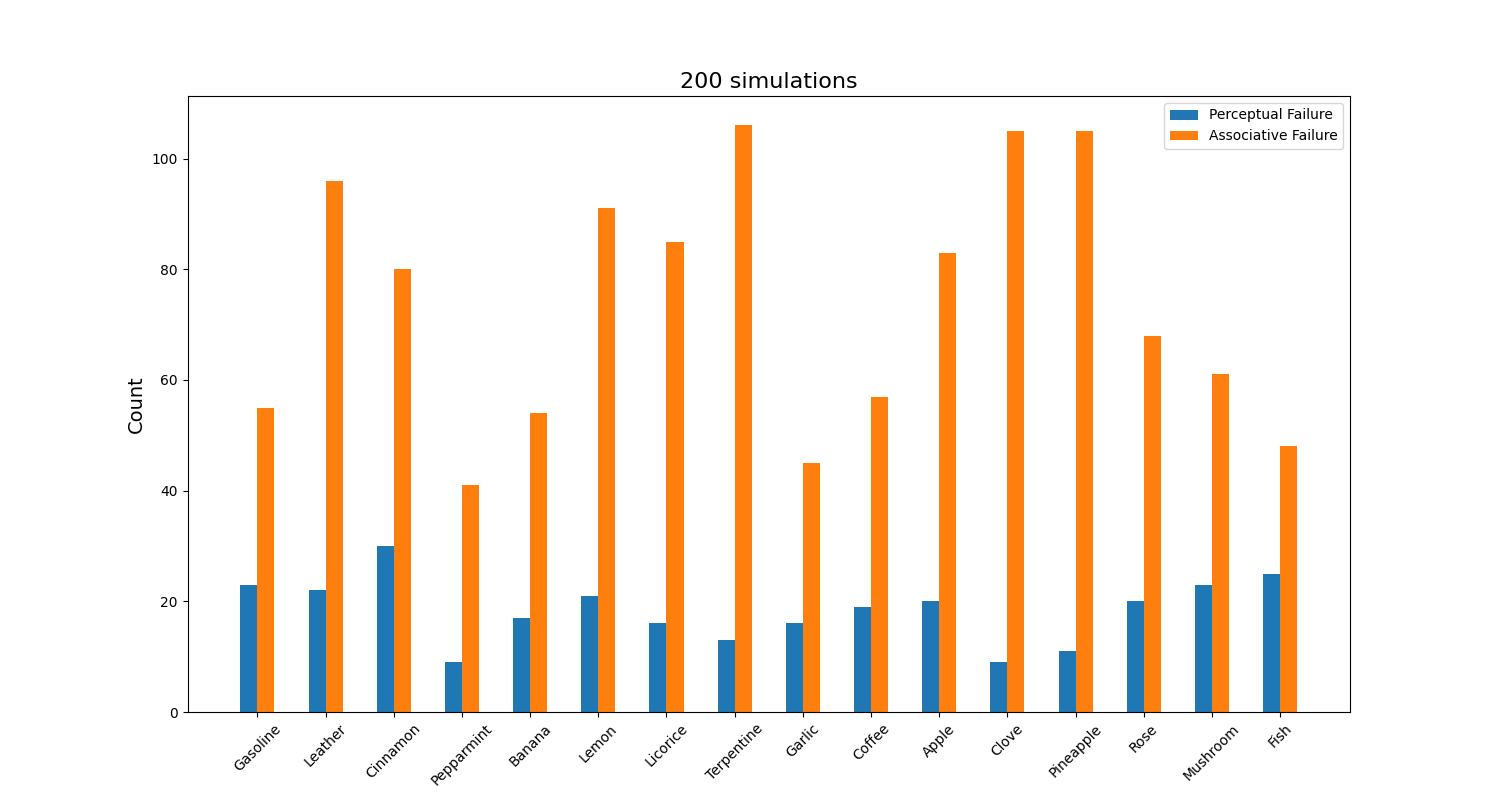 200 simulations
Perceptual Failure
Associative Failure
Count
100
80
60
40
20
0
Gasoline
Leather
Cinnamon
Pepparmint
Banana
Lemon
Licorice
Terpentine
Garlic
Coffee
Apple
Clove
Pineapple
Rose
Mushroom
Fish